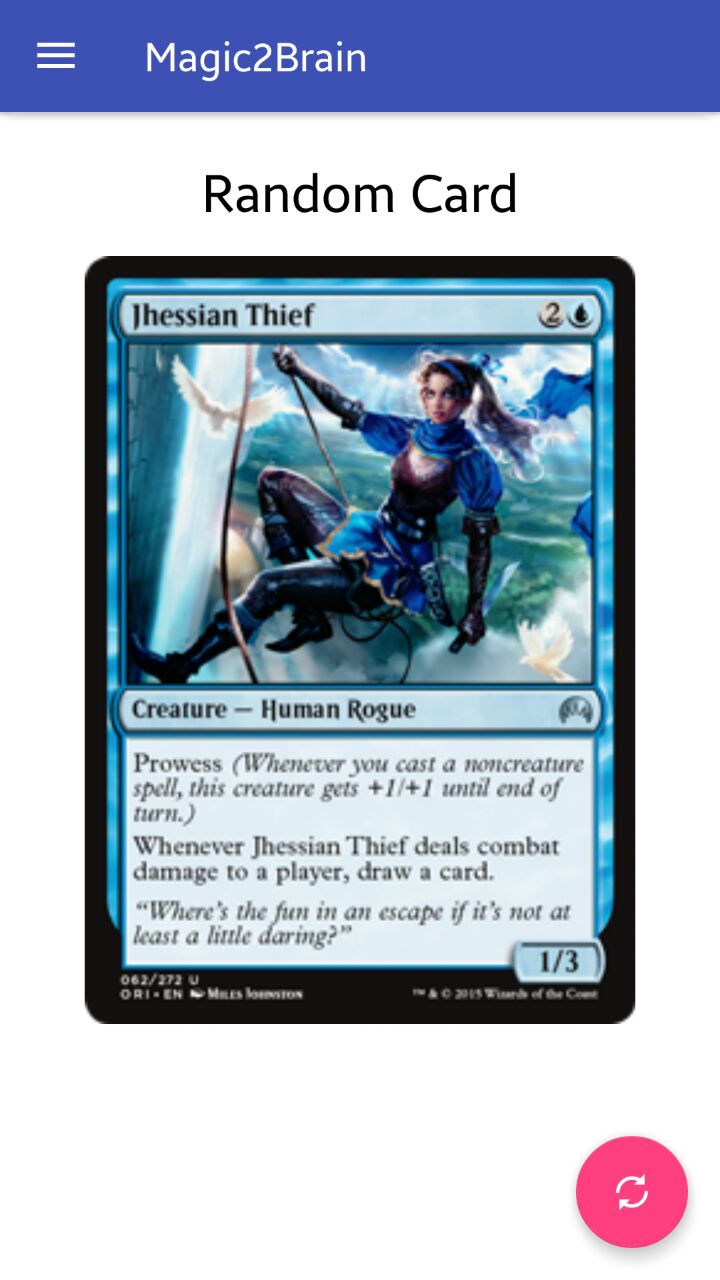 Magic2Brain
Random Card
Jhessian Thief 2
Creature — Human Rogue
Prowess (Whenever you cast a noncreature
spell, this creature gets +1/+1 until end of
turn.)
Whenever Jhessian Thief deals combat
damage to a player, draw a card.
“Where's the fun in an escape if it's not at
least a little daring?”
1/3
062/272 U
ORI • EN Miles Johnston
™ & © 2015 Wizards of the Coast